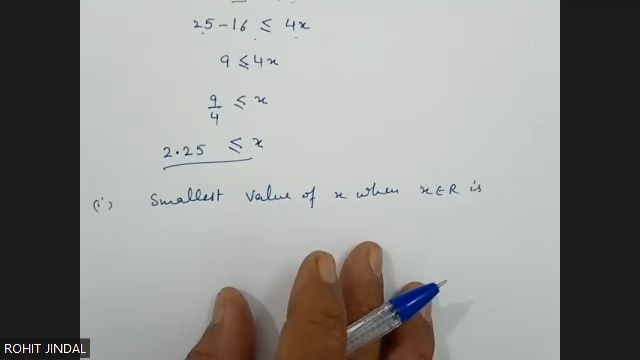 25 - 16 ≤ 4x
9 ≤ 4x
9/4 ≤ x
2.25 ≤ x
(i) Smallest value of x when x ∈ R is
ROHIT JINDAL